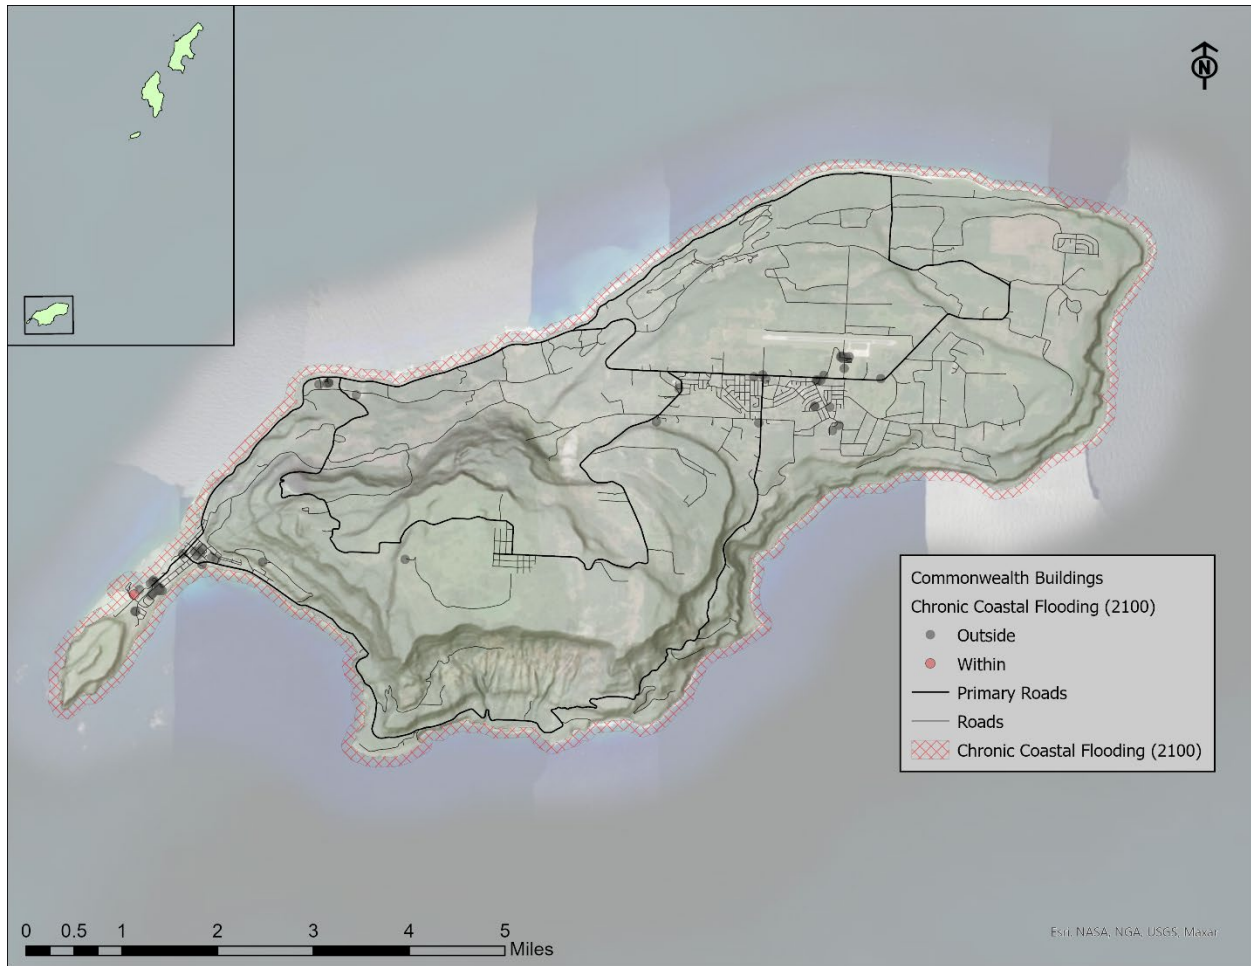 N
Commonwealth Buildings
Chronic Coastal Flooding (2100)
Outside
Within
Primary Roads
Roads
Chronic Coastal Flooding (2100)
0 0.5 1 2 3 4 5
Miles
Esri, NASA, NGA, USGS, Maxar